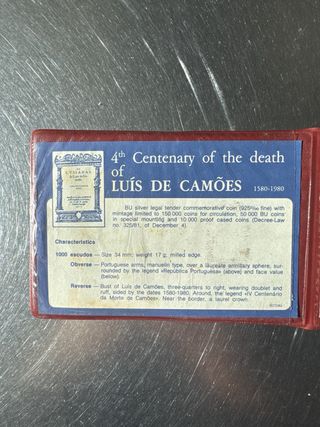 4th Centenary of the death
of
LUÍS DE CAMÕES 1580-1980
BU silver legal tender commemorative coin (925‰ fine) with
mintage limited to 150 000 coins for circulation, 50 000 BU coins
in special mounting and 10 000 proof cased coins (Decree-Law
no. 325/81, of December 4).
Characteristics
1000 escudos — Size 34 mm; weight 17 g; milled edge.
Obverse — Portuguese arms, manuelin type, over a laureate armillary sphere, sur-
rounded by the legend «República Portuguesa» (above) and face value
(below).
Reverse — Bust of Luís de Camões, three-quarters to right, wearing doublet and
ruff, sided by the dates 1580-1980. Around, the legend «IV Centenário
da Morte de Camões». Near the border, a laurel crown.